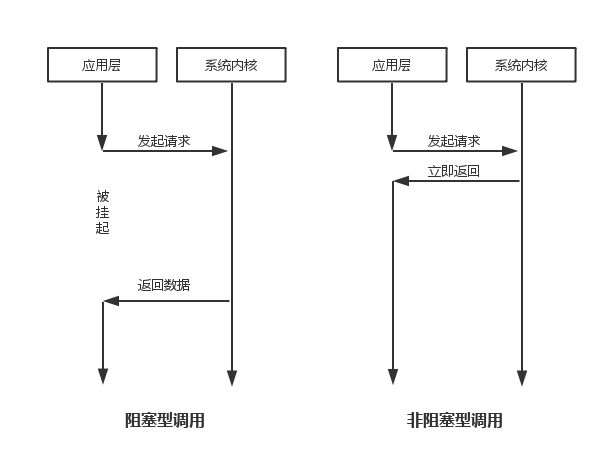 应用层
系统内核
发起请求
被
挂
起
返回数据
阻塞型调用
应用层
系统内核
发起请求
立即返回
非阻塞型调用